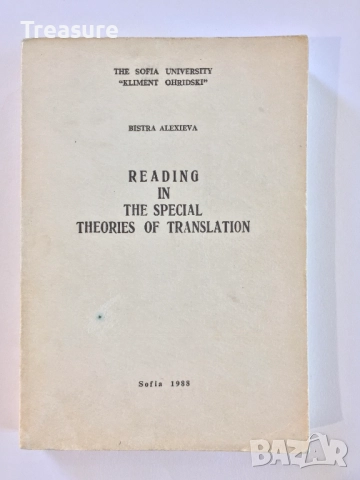 Treasure
THE SOFIA UNIVERSITY
"KLIMENT OHRIDSKI"
BISTRA ALEXIEVA
READING
IN
THE SPECIAL
THEORIES OF TRANSLATION
Sofia 1988
BAZAR